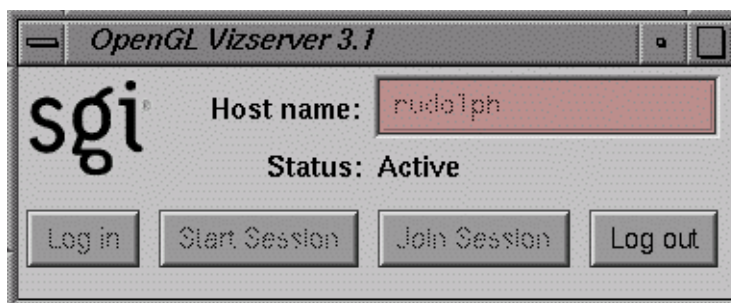 OpenGL Vizserver 3.1
sgi
Host name: rudolph
Status: Active
Log in Start Session Join Session Log out